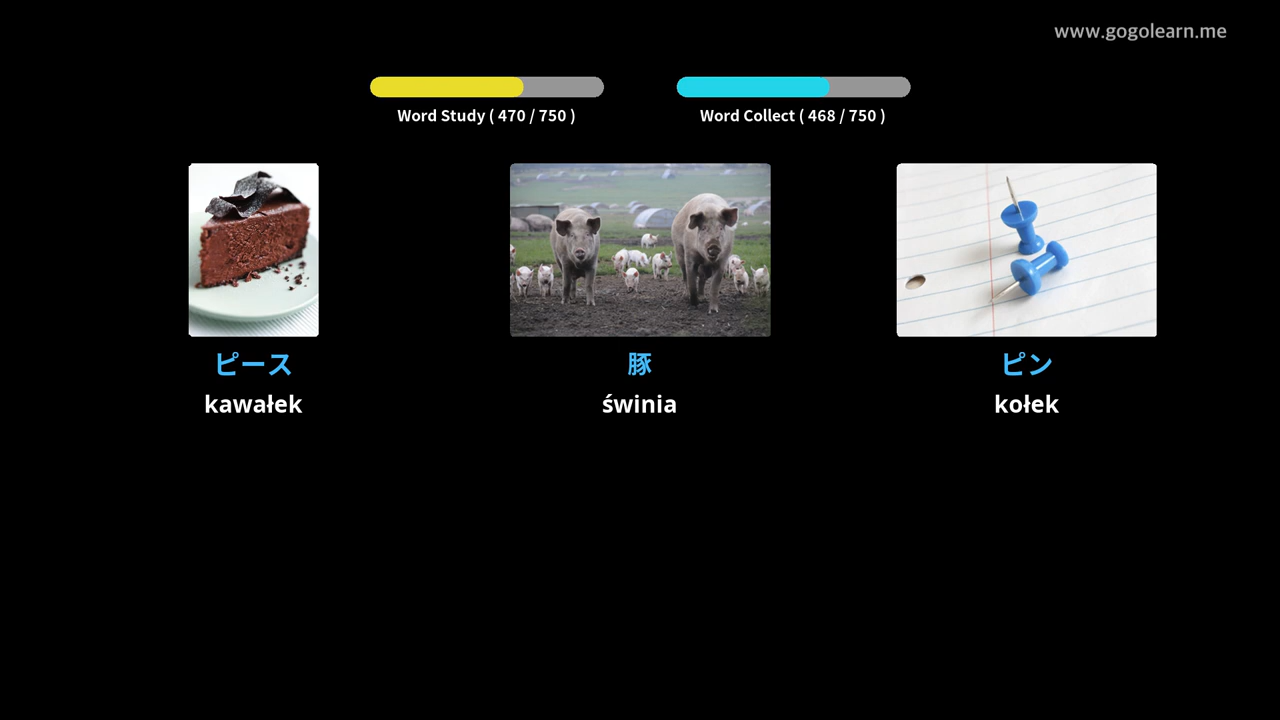 www.gogolearn.me
Word Study ( 470 / 750 )
Word Collect ( 468 / 750 )
ピース
豚
ピン
kawałek
świnia
kołek